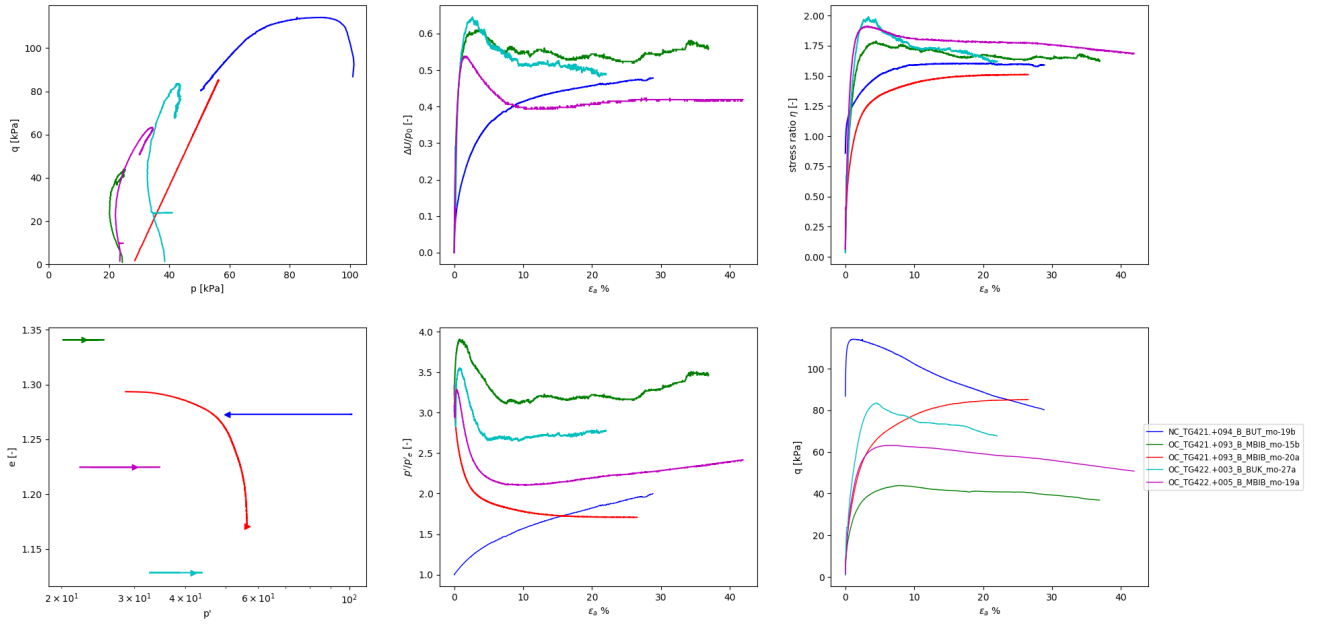 q [kPa]
100
80
60
40
20
0
0 20 40 60 80 100
p [kPa]
ΔU/p₀ [-]
0.6
0.5
0.4
0.3
0.2
0.1
0.0
0 10 20 30 40
εₐ %
stress ratio η [-]
2.00
1.75
1.50
1.25
1.00
0.75
0.50
0.25
0.00
0 10 20 30 40
εₐ %
e [-]
1.35
1.30
1.25
1.20
1.15
2 × 10¹ 3 × 10¹ 4 × 10¹ 6 × 10¹ 10²
p'
p'/p'ₑ [-]
4.0
3.5
3.0
2.5
2.0
1.5
1.0
0 10 20 30 40
εₐ %
q [kPa]
100
80
60
40
20
0
0 10 20 30 40
εₐ %
NC_TG421.+094_B_BUT_mo-19b
OC_TG421.+093_B_MBIB_mo-15b
OC_TG421.+093_B_MBIB_mo-20a
OC_TG422.+003_B_BUK_mo-27a
OC_TG422.+005_B_MBIB_mo-19a